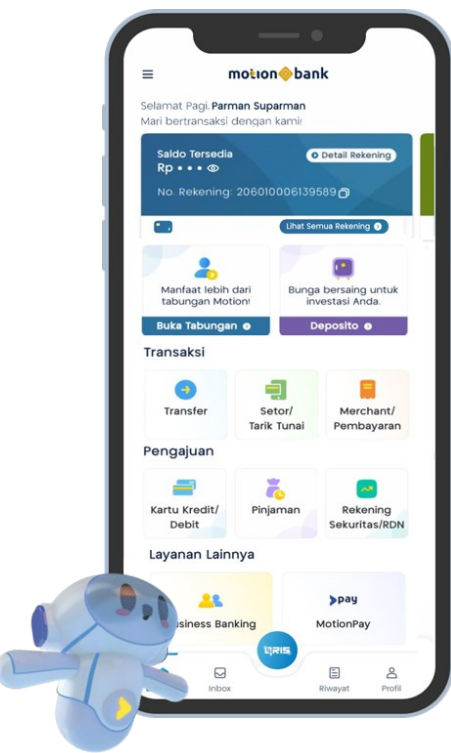 motion bank
Selamat Pagi, Parman Suparman
Mari bertransaksi dengan kami
Saldo Tersedia
Detail Rekening
Rp • • •
No. Rekening: 206010006139589
Lihat Semua Rekening
Manfaat lebih dari
tabungan Motion!
Bunga bersaing untuk
investasi Anda.
Buka Tabungan
Deposito
Transaksi
Transfer
Setor/
Tarik Tunai
Merchant/
Pembayaran
Pengajuan
Kartu Kredit/
Debit
Pinjaman
Rekening
Sekuritas/RDN
Layanan Lainnya
pay
Banking
MotionPay
QRIS
Inbox
Riwayat
Profil